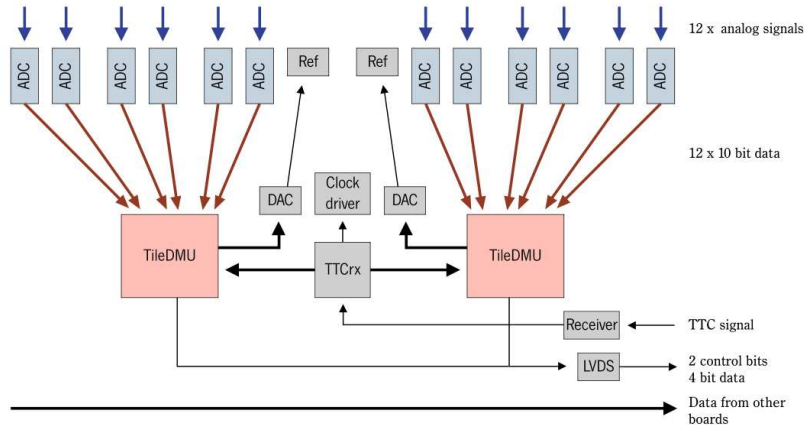 12 x analog signals
ADC ADC ADC ADC ADC ADC Ref Ref ADC ADC ADC ADC ADC ADC
12 x 10 bit data
DAC Clock driver DAC
TileDMU TTCrx TileDMU
Receiver TTC signal
LVDS 2 control bits
4 bit data
Data from other
boards